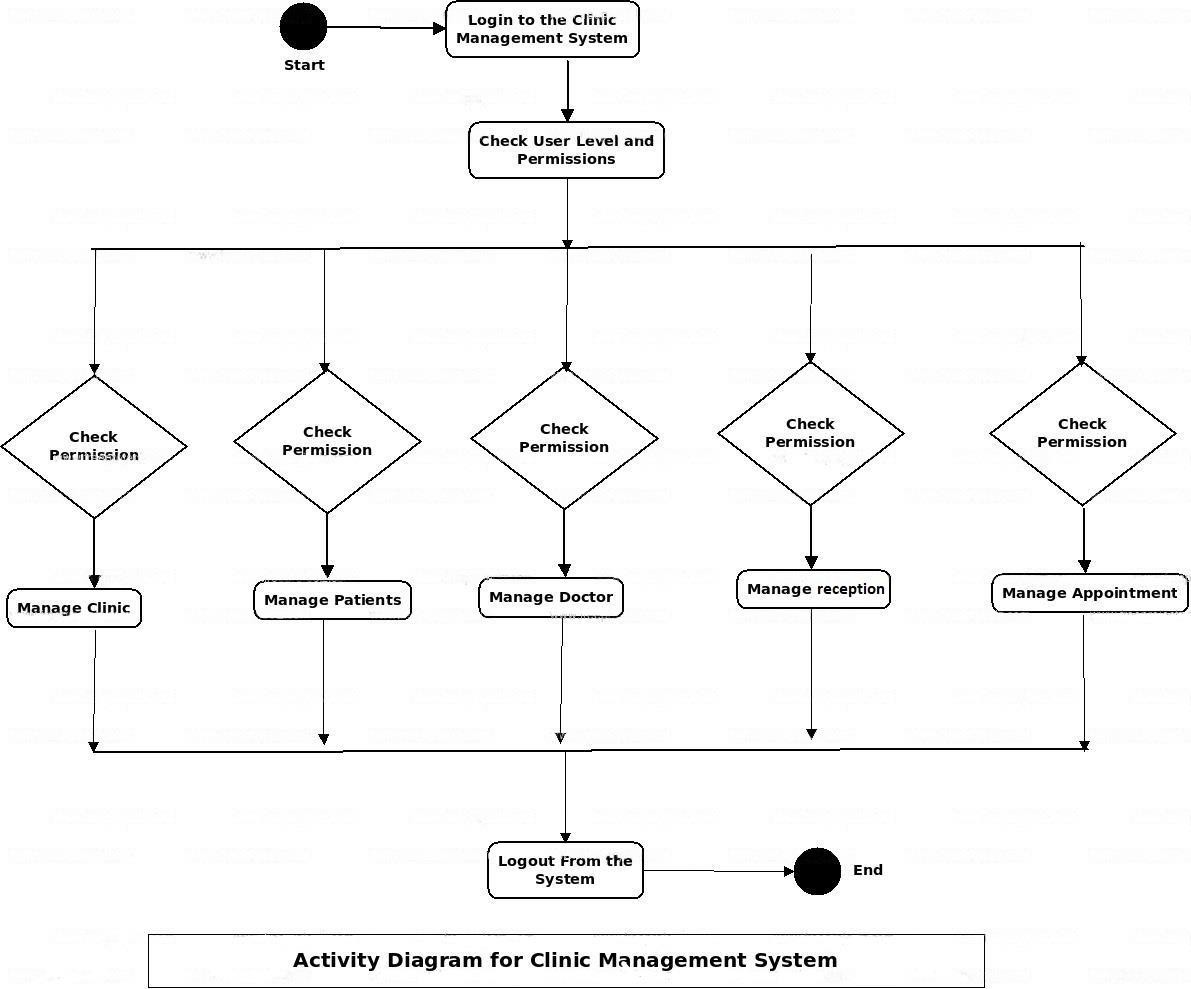 Login to the Clinic
Management System
Start
Check User Level and
Permissions
Check
Permission
Check
Permission
Check
Permission
Check
Permission
Check
Permission
Manage Clinic
Manage Patients
Manage Doctor
Manage reception
Manage Appointment
Logout From the
System
End
Activity Diagram for Clinic Management System